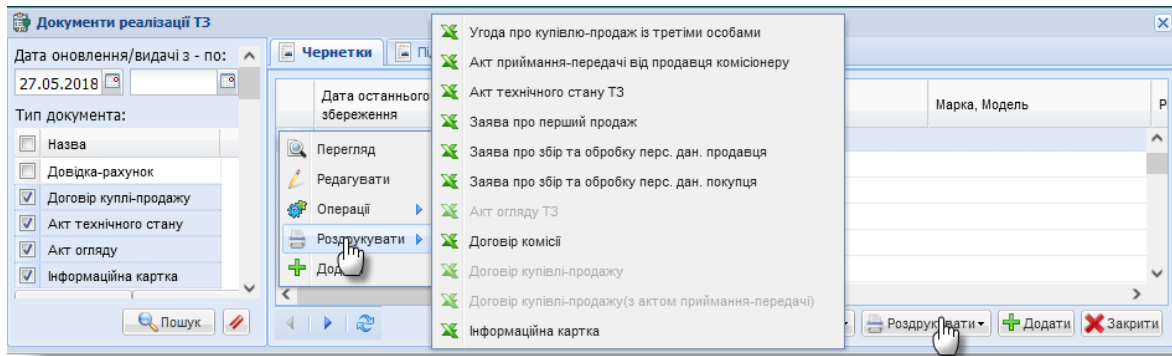 Документи реалізації ТЗ
Дата оновлення/видачі з - по:
27.05.2018
Тип документа:
Назва
Довідка-рахунок
Договір куплі-продажу
Акт технічного стану
Акт огляду
Інформаційна картка
Пошук
Чернетки
Дата останнього
збереження
Марка, Модель
Перегляд
Редагувати
Операції
Роздрукувати
Угода про купівлю-продаж із третіми особами
Акт приймання-передачі від продавця комісіонеру
Акт технічного стану ТЗ
Заява про перший продаж
Заява про збір та обробку перс. дан. продавця
Заява про збір та обробку перс. дан. покупця
Акт огляду ТЗ
Договір комісії
Договір купівлі-продажу
Договір купівлі-продажу(з актом приймання-передачі)
Інформаційна картка
Роздрукувати
Додати
Закрити